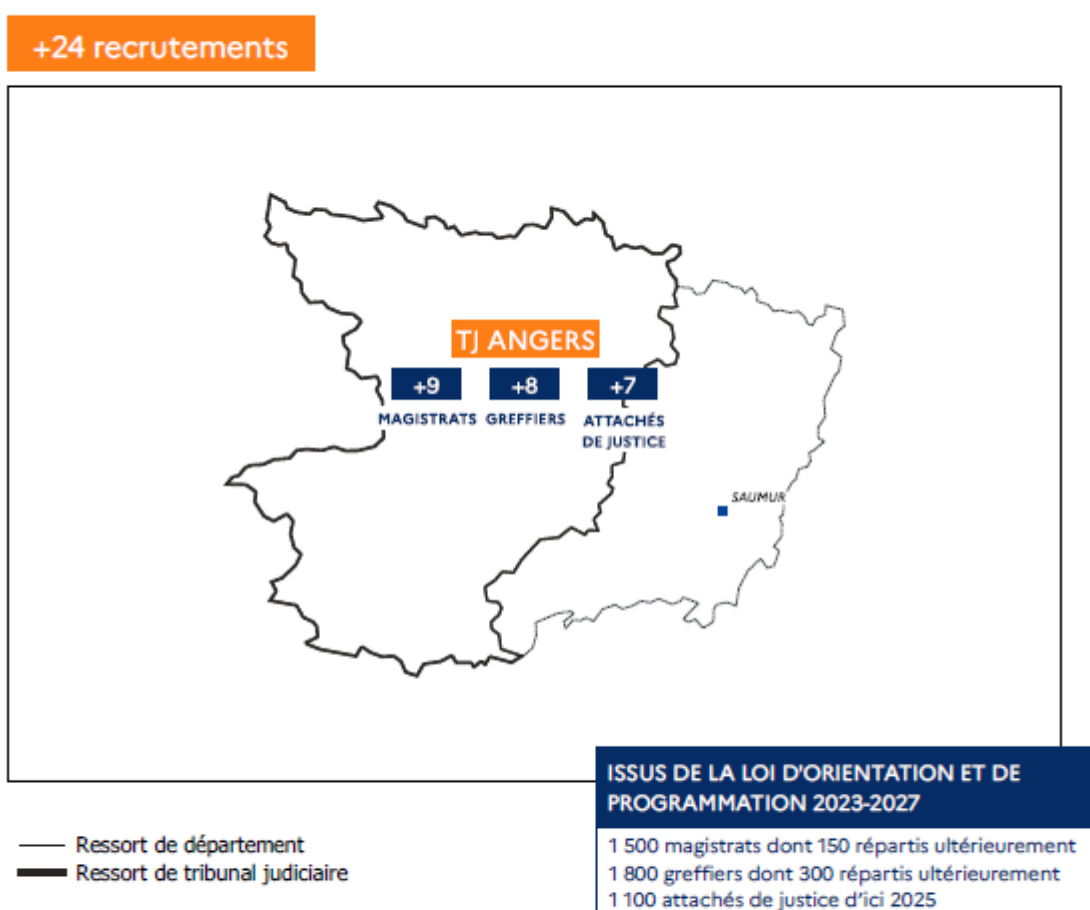 +24 recrutements
TJ ANGERS
+9
MAGISTRATS
+8
GREFFIERS
+7
ATTACHÉS
DE JUSTICE
SAUMUR
ISSUS DE LA LOI D'ORIENTATION ET DE
PROGRAMMATION 2023-2027
1 500 magistrats dont 150 répartis ultérieurement
1 800 greffiers dont 300 répartis ultérieurement
1 100 attachés de justice d'ici 2025
Ressort de département
Ressort de tribunal judiciaire